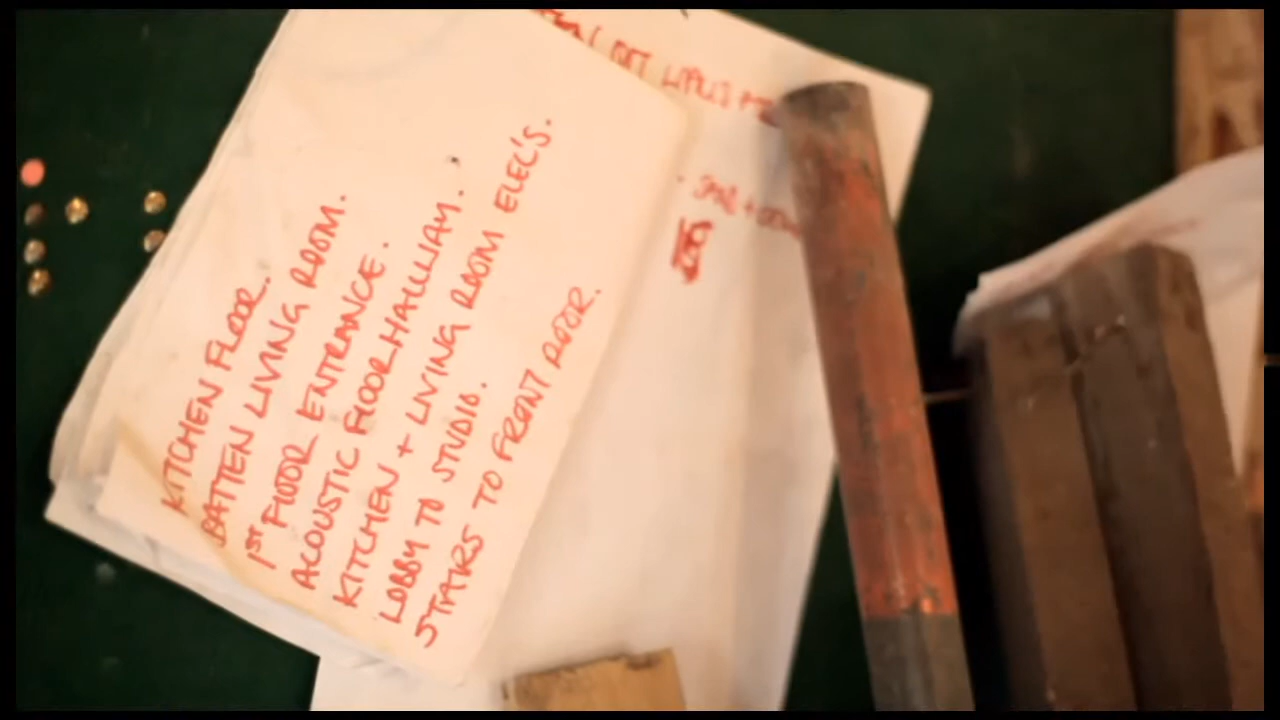 KITCHEN FLOOR.
BATTEN LIVING ROOM.
1ST FLOOR ENTRANCE.
ACOUSTIC FLOOR HALLWAY.
KITCHEN + LIVING ROOM ELEC'S.
LOBBY TO STUDIO.
STAIRS TO FRONT DOOR.